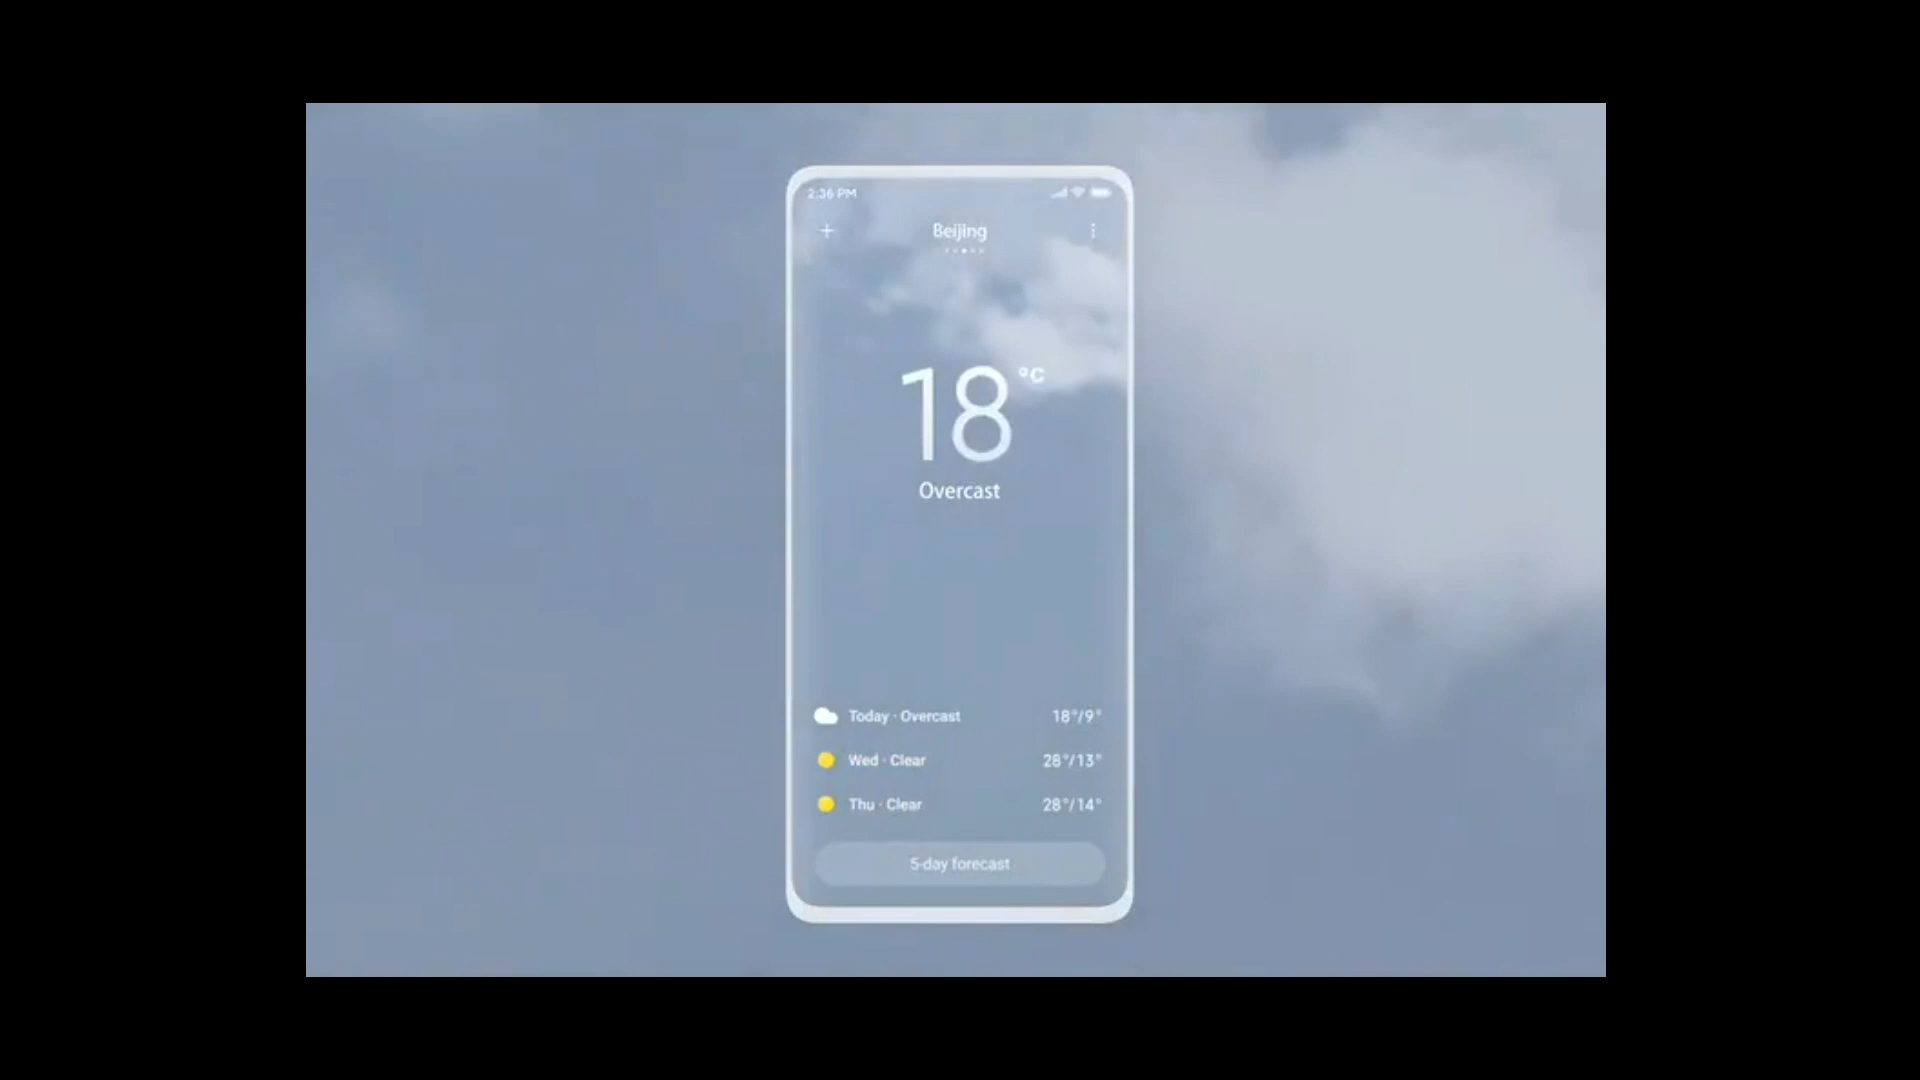 2:36 PM
+ Beijing
18 °C
Overcast
Today · Overcast 18°/9°
Wed · Clear 28°/13°
Thu · Clear 28°/14°
5-day forecast